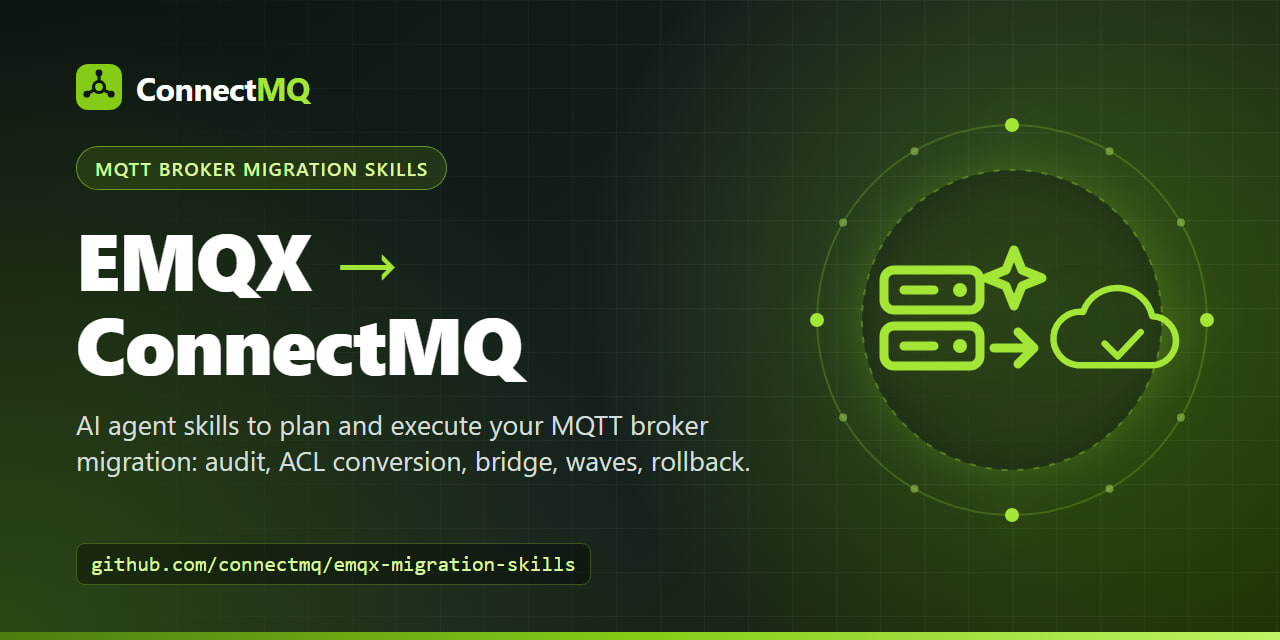 ConnectMQ
MQTT BROKER MIGRATION SKILLS
EMQX →
ConnectMQ
AI agent skills to plan and execute your MQTT broker
migration: audit, ACL conversion, bridge, waves, rollback.
github.com/connectmq/emqx-migration-skills